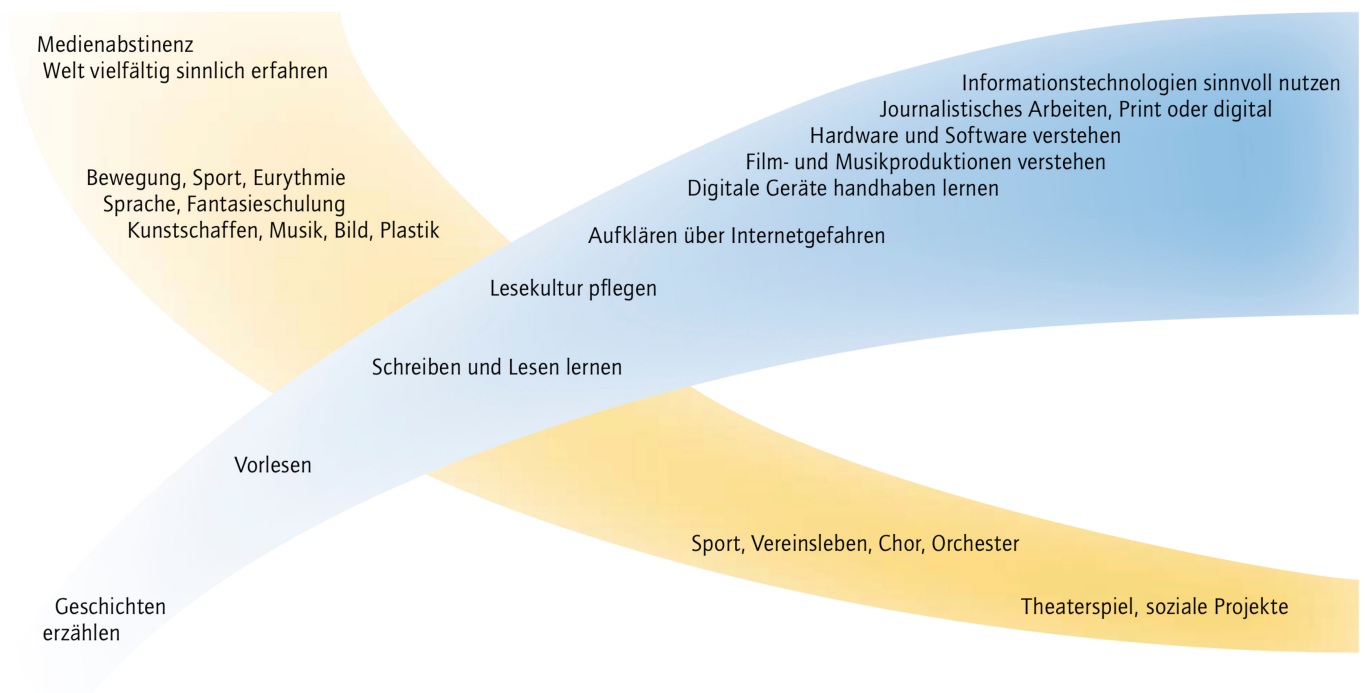 Medienabstinenz
Welt vielfältig sinnlich erfahren
Bewegung, Sport, Eurythmie
Sprache, Fantasieschulung
Kunstschaffen, Musik, Bild, Plastik
Informationstechnologien sinnvoll nutzen
Journalistisches Arbeiten, Print oder digital
Hardware und Software verstehen
Film- und Musikproduktionen verstehen
Digitale Geräte handhaben lernen
Aufklären über Internetgefahren
Lesekultur pflegen
Schreiben und Lesen lernen
Vorlesen
Geschichten
erzählen
Sport, Vereinsleben, Chor, Orchester
Theaterspiel, soziale Projekte